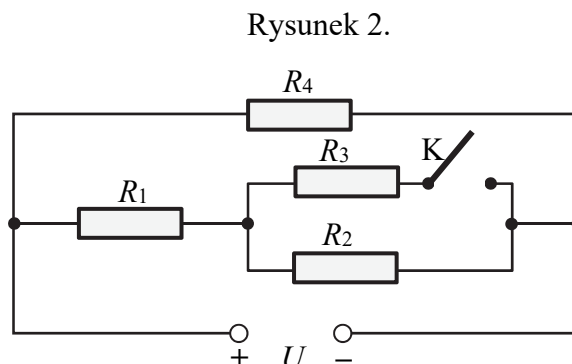 Rysunek 2.
R4
R3
K
R1
R2
+ U −